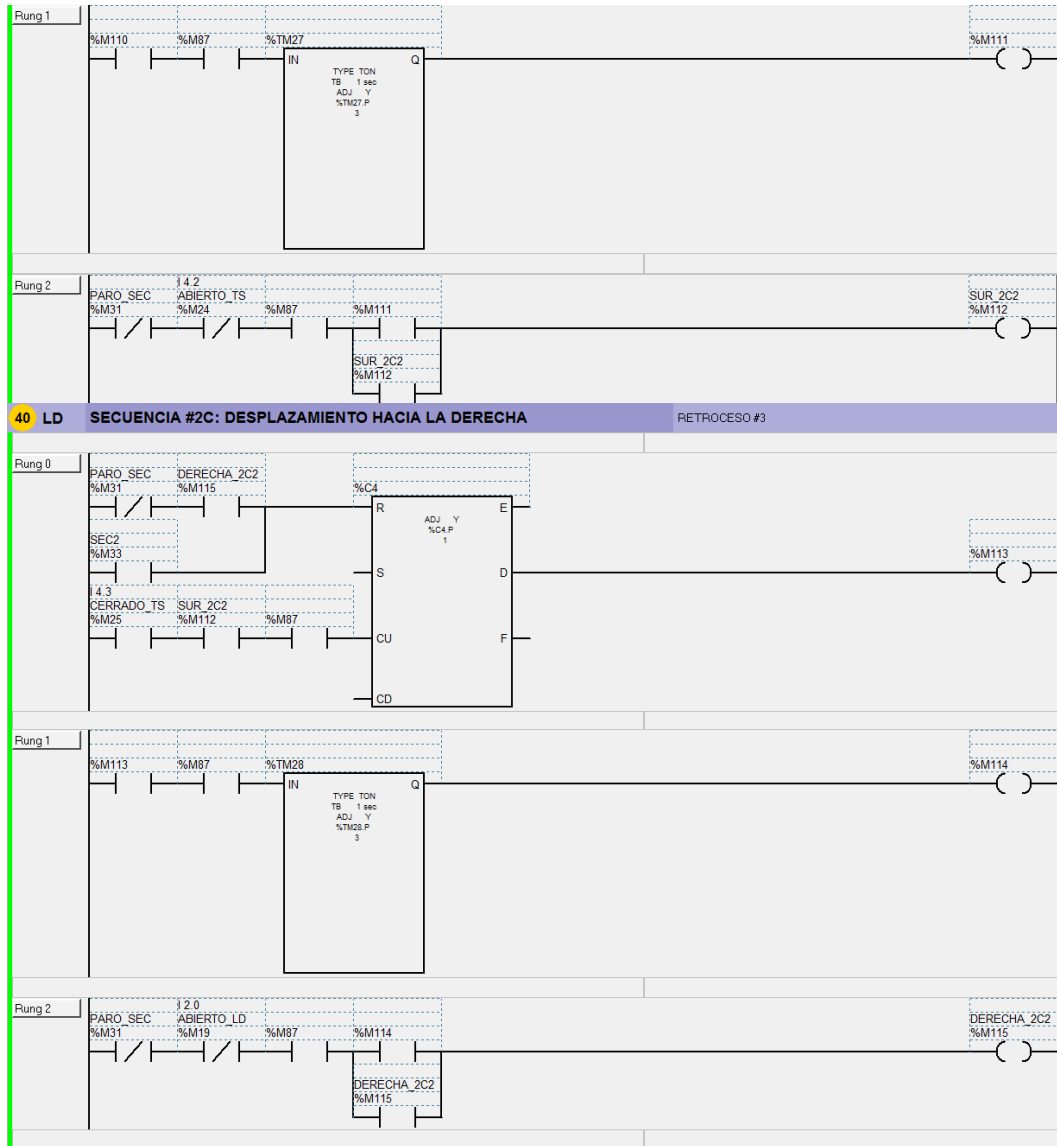 Rung 1
%M110 %M87 %TM27 %M111
IN Q
TYPE TON
TB 1 sec
ADJ Y
%TM27.P
3
Rung 2
I 4.2
PARO_SEC ABIERTO_TS SUR_2C2
%M31 %M24 %M87 %M111 %M112
SUR_2C2
%M112
40 LD SECUENCIA #2C: DESPLAZAMIENTO HACIA LA DERECHA RETROCESO #3
Rung 0
PARO_SEC DERECHA_2C2
%M31 %M115 %C4
R E
ADJ Y
%C4.P
1
SEC2
%M33 %M113
S D
I 4.3
CERRADO_TS SUR_2C2
%M25 %M112 %M87
CU F
CD
Rung 1
%M113 %M87 %TM28 %M114
IN Q
TYPE TON
TB 1 sec
ADJ Y
%TM28.P
3
Rung 2
I 2.0
PARO_SEC ABIERTO_LD DERECHA_2C2
%M31 %M19 %M87 %M114 %M115
DERECHA_2C2
%M115